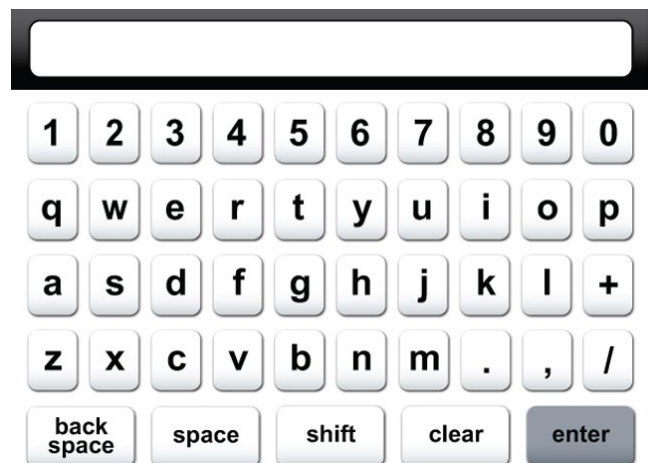 1 2 3 4 5 6 7 8 9 0
q w e r t y u i o p
a s d f g h j k l +
z x c v b n m . , /
back space space shift clear enter